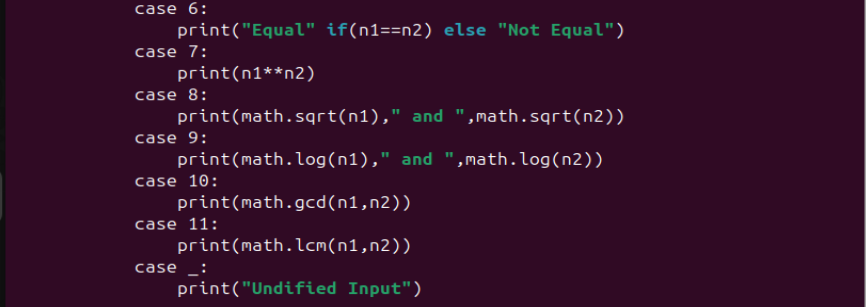 case 6:
print("Equal" if(n1==n2) else "Not Equal")
case 7:
print(n1**n2)
case 8:
print(math.sqrt(n1)," and ",math.sqrt(n2))
case 9:
print(math.log(n1)," and ",math.log(n2))
case 10:
print(math.gcd(n1,n2))
case 11:
print(math.lcm(n1,n2))
case _:
print("Undified Input")